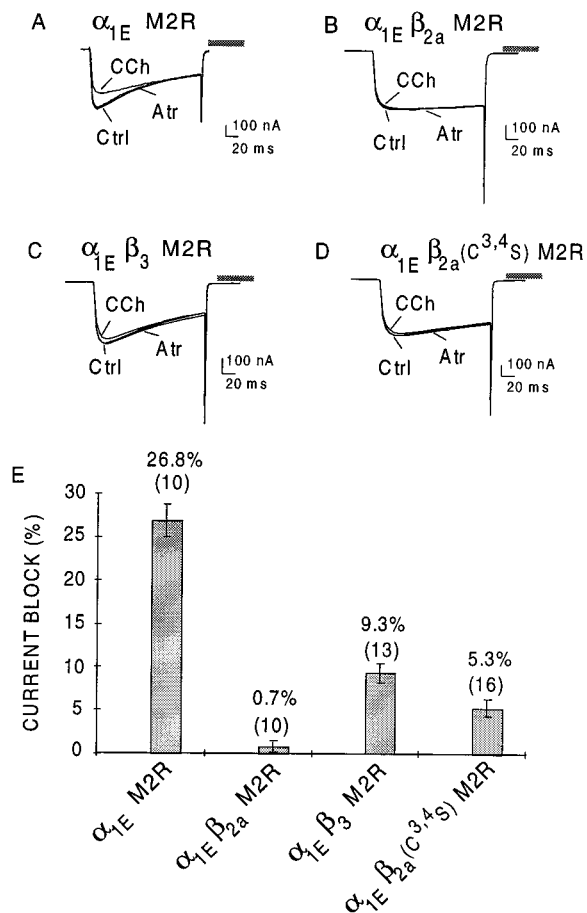 A α1E M2R
CCh
Atr
Ctrl
100 nA
20 ms
B α1E β2a M2R
CCh
Ctrl
Atr
100 nA
20 ms
C α1E β3 M2R
CCh
Ctrl
Atr
100 nA
20 ms
D α1E β2a(C3,4S) M2R
CCh
Ctrl
Atr
100 nA
20 ms
E
CURRENT BLOCK (%)
30
25
20
15
10
5
0
26.8%
(10)
0.7%
(10)
9.3%
(13)
5.3%
(16)
α1E M2R
α1E β2a M2R
α1E β3 M2R
α1E β2a(C3,4S) M2R